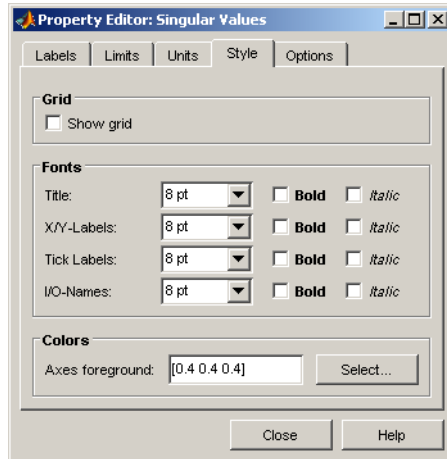 Property Editor: Singular Values
Labels Limits Units Style Options
Grid
Show grid
Fonts
Title: 8 pt Bold Italic
X/Y-Labels: 8 pt Bold Italic
Tick Labels: 8 pt Bold Italic
I/O-Names: 8 pt Bold Italic
Colors
Axes foreground: [0.4 0.4 0.4] Select...
Close Help